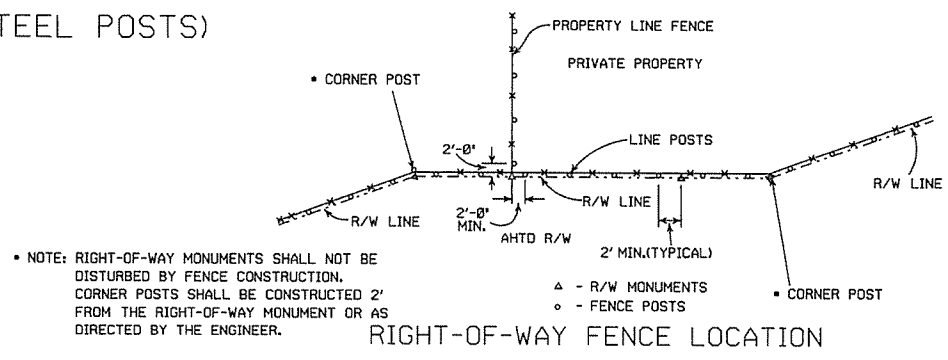 TEEL POSTS)
PROPERTY LINE FENCE
PRIVATE PROPERTY
* CORNER POST
LINE POSTS
2'-0"
R/W LINE
R/W LINE
R/W LINE
2'-0"
MIN.
AHTD R/W
2' MIN.(TYPICAL)
* NOTE: RIGHT-OF-WAY MONUMENTS SHALL NOT BE
DISTURBED BY FENCE CONSTRUCTION.
CORNER POSTS SHALL BE CONSTRUCTED 2'
FROM THE RIGHT-OF-WAY MONUMENT OR AS
DIRECTED BY THE ENGINEER.
△ - R/W MONUMENTS
○ - FENCE POSTS
* CORNER POST
RIGHT-OF-WAY FENCE LOCATION